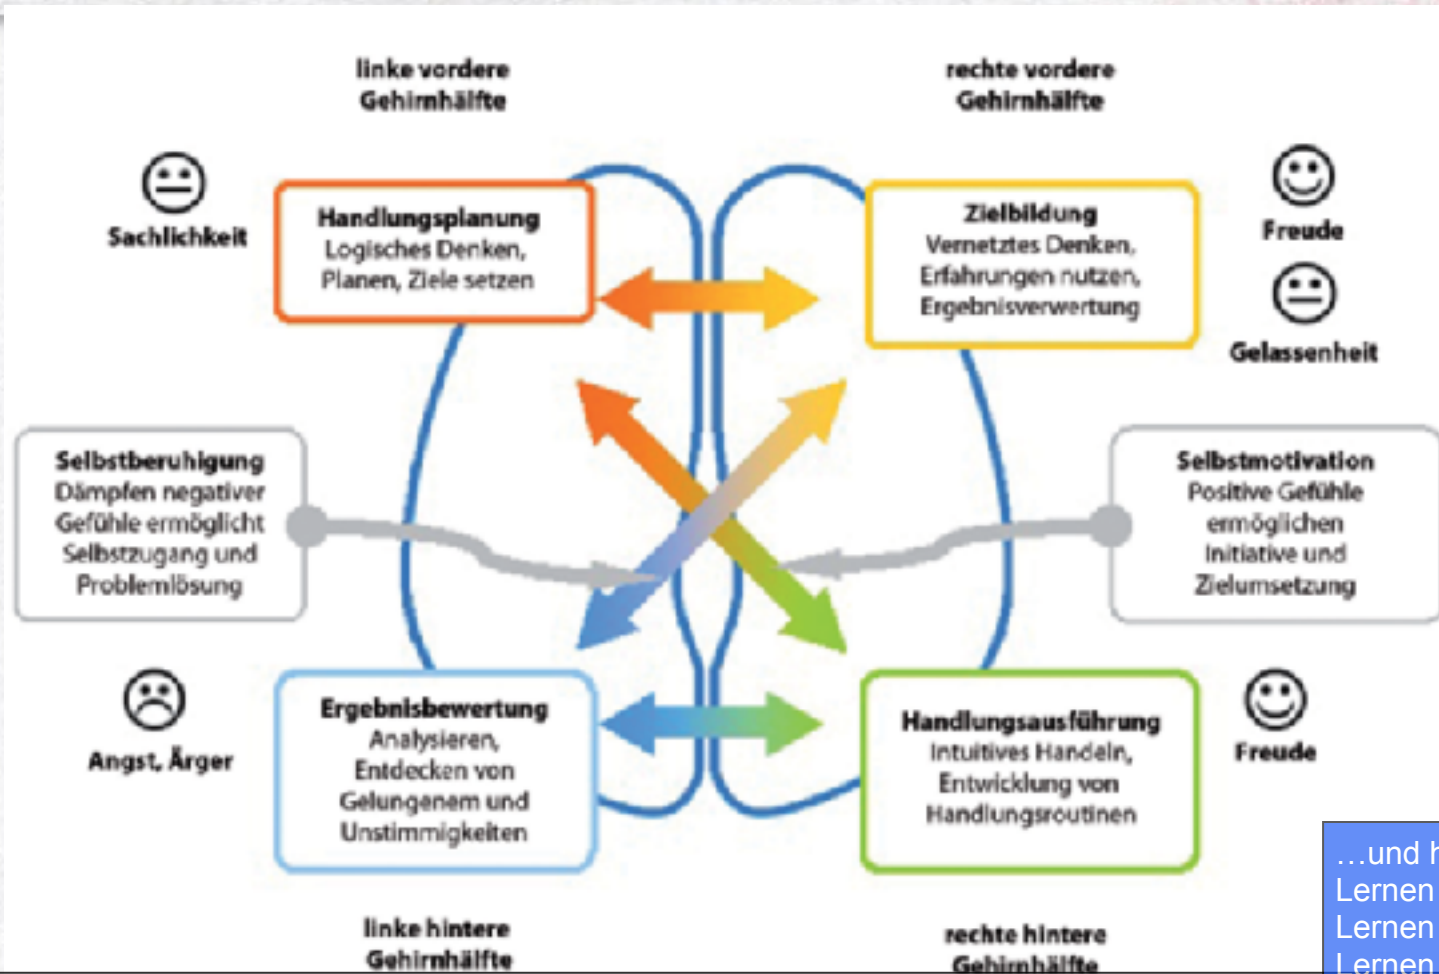 linke vordere
Gehirnhälfte
rechte vordere
Gehirnhälfte
Sachlichkeit
Handlungsplanung
Logisches Denken,
Planen, Ziele setzen
Zielbildung
Vernetztes Denken,
Erfahrungen nutzen,
Ergebnisverwertung
Freude
Gelassenheit
Selbstberuhigung
Dämpfen negativer
Gefühle ermöglicht
Selbstzugang und
Problemlösung
Selbstmotivation
Positive Gefühle
ermöglichen
Initiative und
Zielumsetzung
Angst, Ärger
Ergebnisbewertung
Analysieren,
Entdecken von
Gelungenem und
Unstimmigkeiten
Handlungsausführung
Intuitives Handeln,
Entwicklung von
Handlungsroutinen
Freude
linke hintere
Gehirnhälfte
rechte hintere
Gehirnhälfte
…und
Lernen
Lernen
Lernen